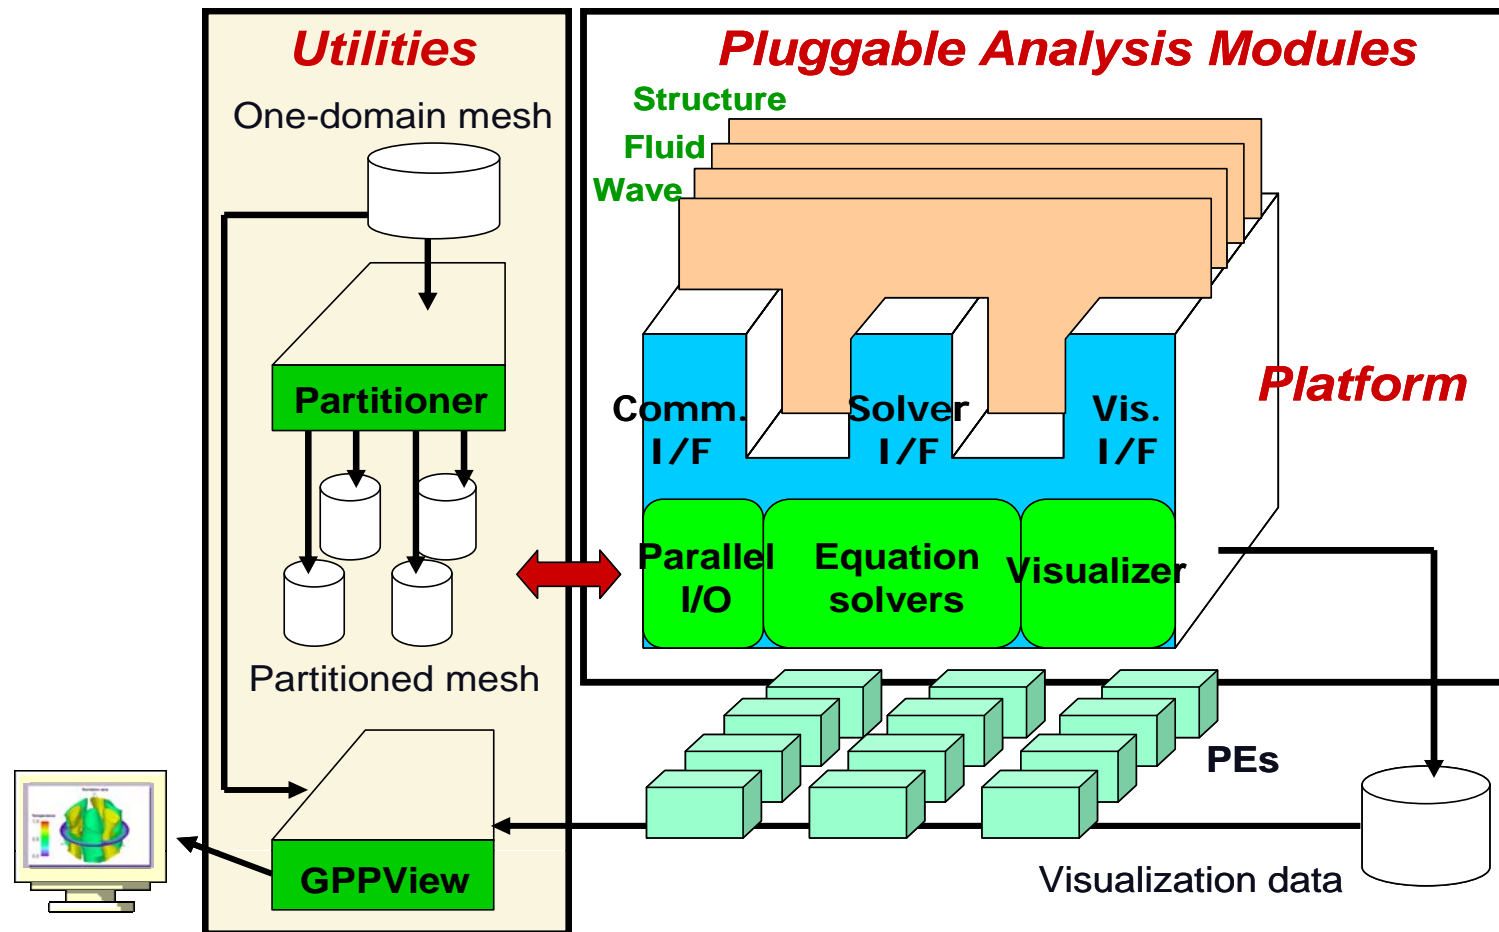 Utilities
One-domain mesh
Partitioner
Partitioned mesh
GPPView
Pluggable Analysis Modules
Structure
Fluid
Wave
Platform
Comm.
I/F
Solver
I/F
Vis.
I/F
Parallel
I/O
Equation
solvers
Visualizer
PEs
Visualization data